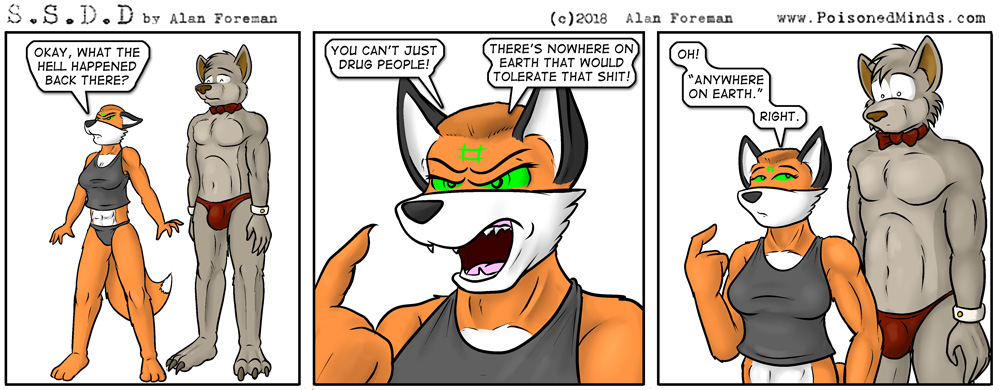 S.S.D.D by Alan Foreman (c)2018 Alan Foreman www.PoisonedMinds.com
OKAY, WHAT THE
HELL HAPPENED
BACK THERE?
YOU CAN'T JUST
DRUG PEOPLE!
THERE'S NOWHERE ON
EARTH THAT WOULD
TOLERATE THAT SHIT!
OH!
"ANYWHERE
ON EARTH."
RIGHT.